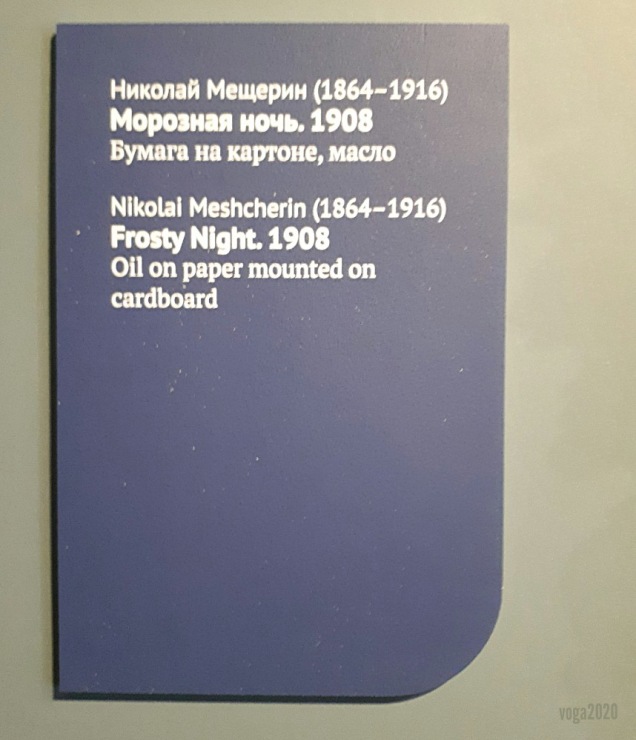 Николай Мещерин (1864–1916)
Морозная ночь. 1908
Бумага на картоне, масло
Nikolai Meshcherin (1864–1916)
Frosty Night. 1908
Oil on paper mounted on
cardboard
voga2020